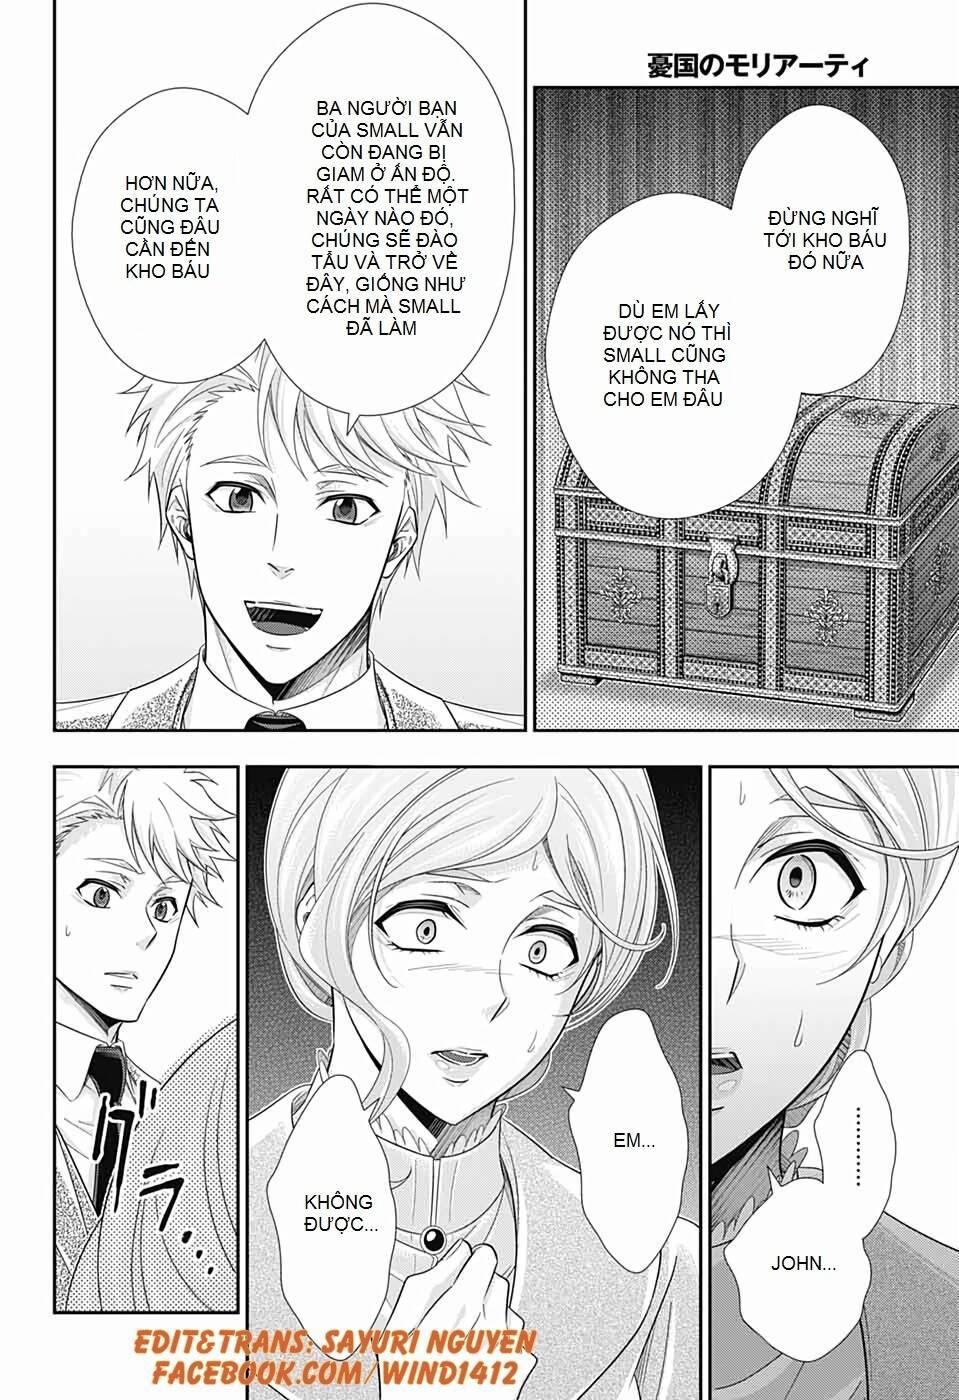 憂国のモリアーティ
ĐỪNG NGHĨ
TỚI KHO BÁU
ĐÓ NỮA
DÙ EM LẤY
ĐƯỢC NÓ THÌ
SMALL CŨNG
KHÔNG THA
CHO EM ĐÂU
BA NGƯỜI BẠN
CỦA SMALL VẪN
CÒN ĐANG BỊ
GIAM Ở ẤN ĐỘ.
RẤT CÓ THỂ MỘT
NGÀY NÀO ĐÓ,
CHÚNG SẼ ĐÀO
TẨU VÀ TRỞ VỀ
ĐÂY, GIỐNG NHƯ
CÁCH MÀ SMALL
ĐÃ LÀM
HƠN NỮA,
CHÚNG TA
CŨNG ĐÂU
CẦN ĐẾN
KHO BÁU
.........
JOHN...
EM...
KHÔNG
ĐƯỢC...
EDIT&TRANS: SAYURI NGUYEN
FACEBOOK.COM/WIND1412